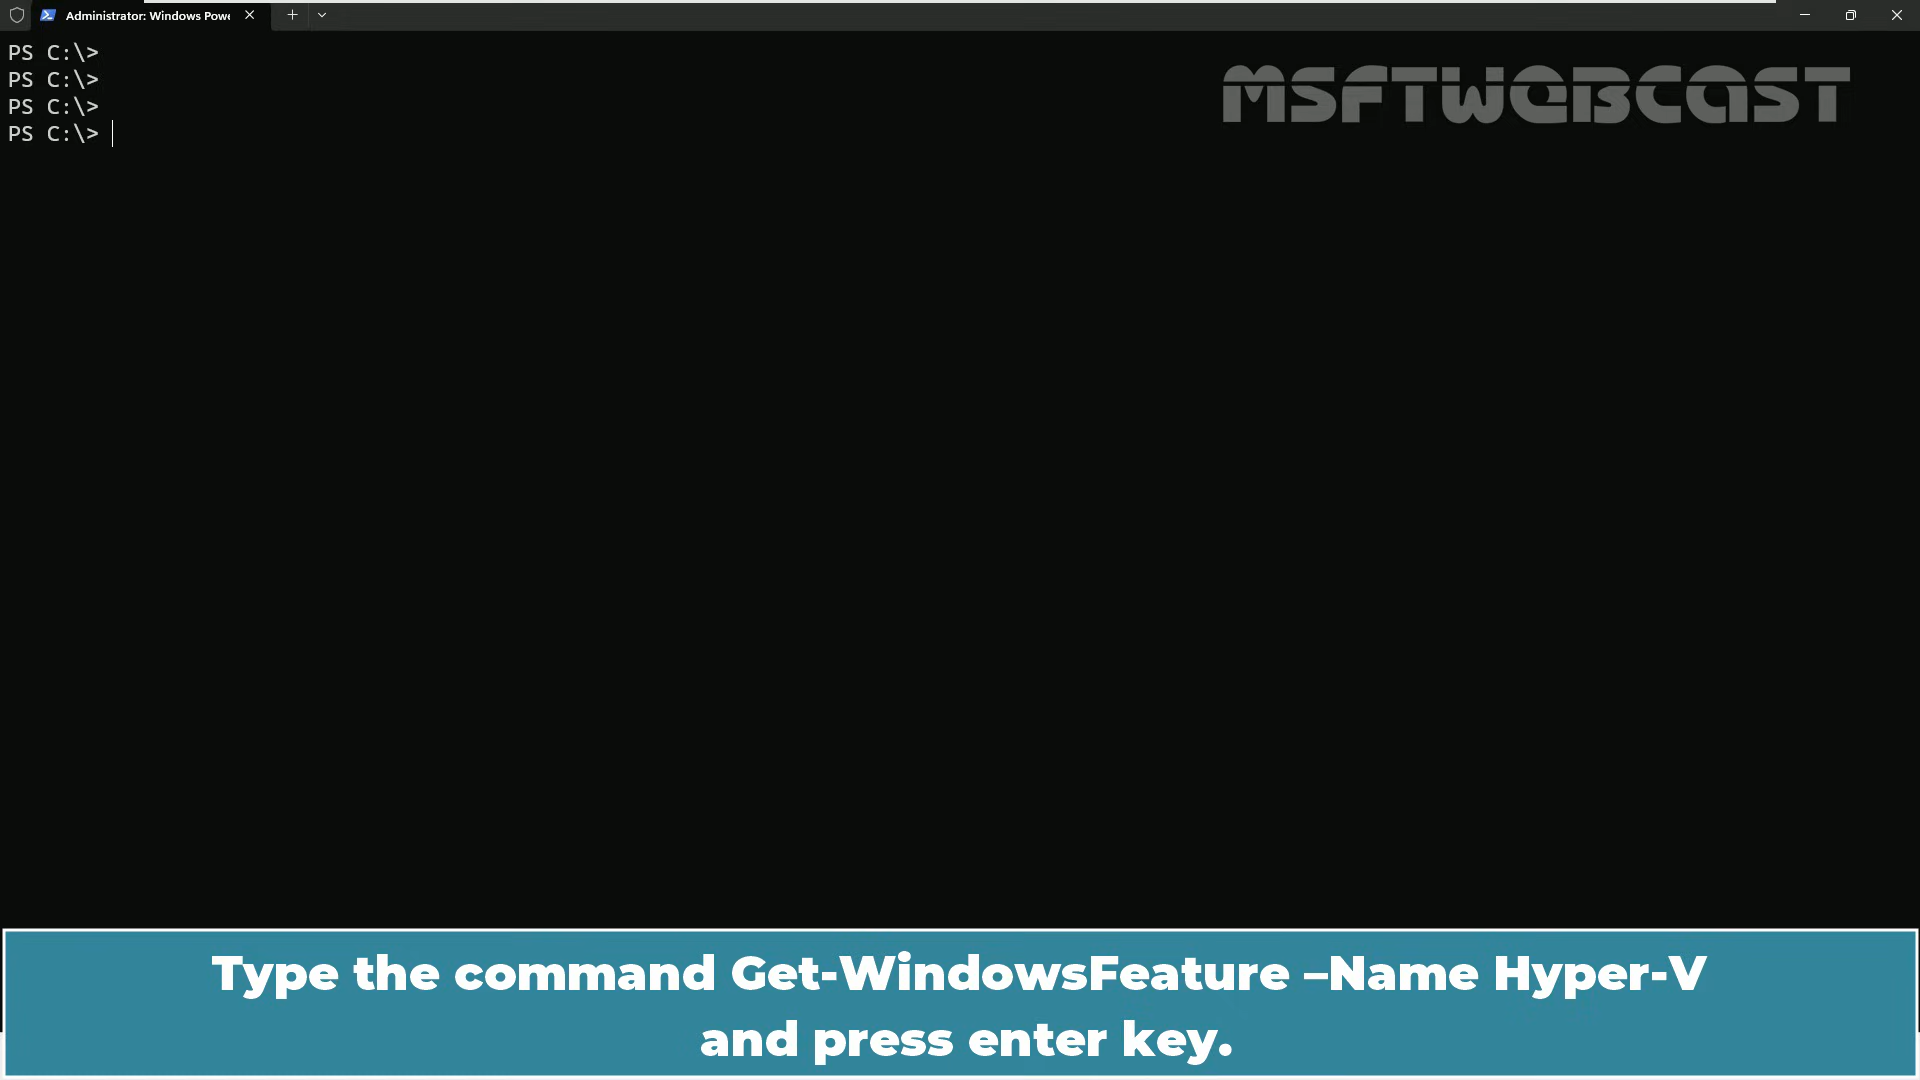 Administrator: Windows Powe
PS C:\>
PS C:\>
PS C:\>
PS C:\>
MSFTWEBCAST
Type the command Get-WindowsFeature –Name Hyper-V
and press enter key.